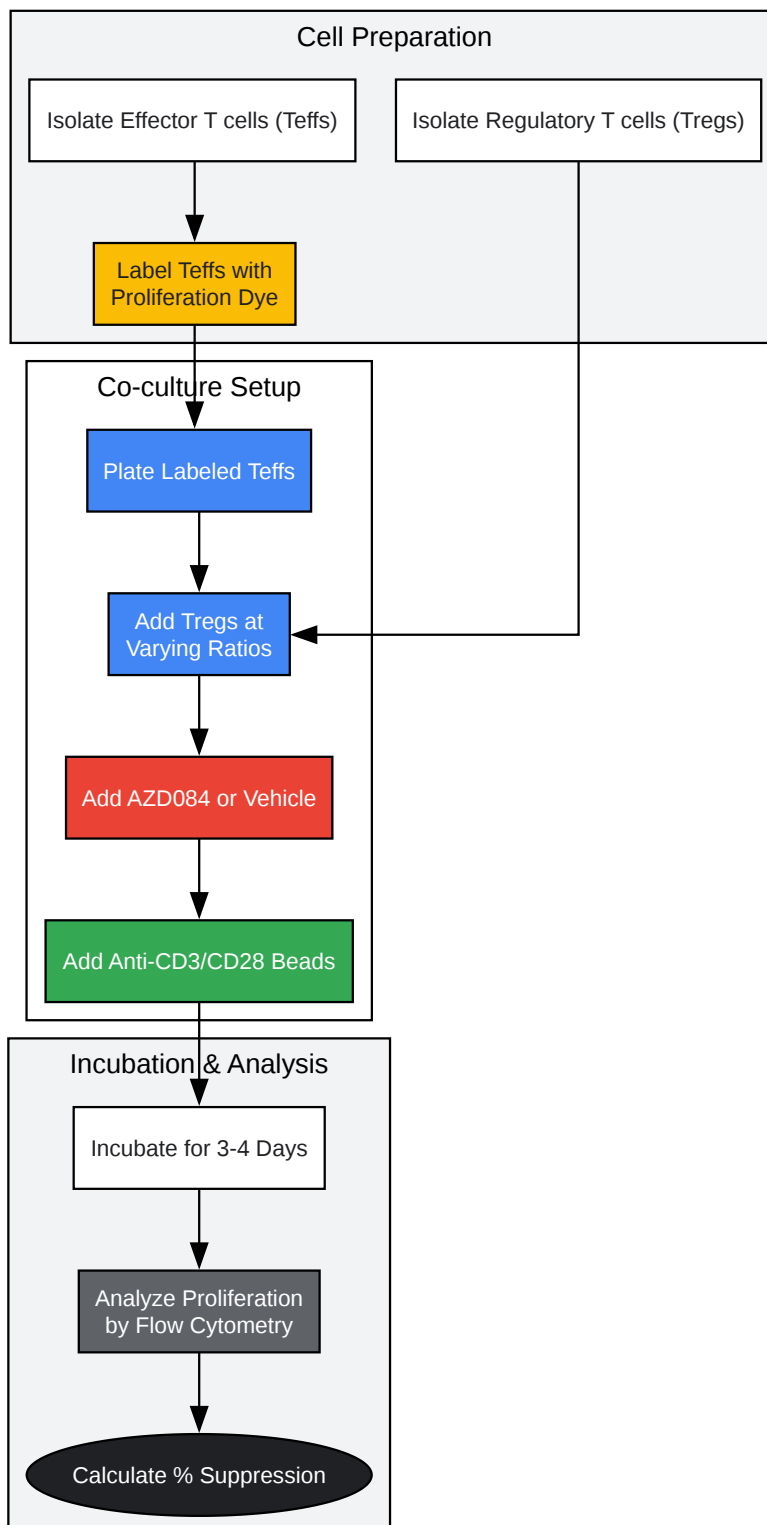 Cell Preparation
Isolate Effector T cells (Teffs)
Isolate Regulatory T cells (Tregs)
Label Teffs with
Proliferation Dye
Co-culture Setup
Plate Labeled Teffs
Add Tregs at
Varying Ratios
Add AZD084 or Vehicle
Add Anti-CD3/CD28 Beads
Incubation & Analysis
Incubate for 3-4 Days
Analyze Proliferation
by Flow Cytometry
Calculate % Suppression